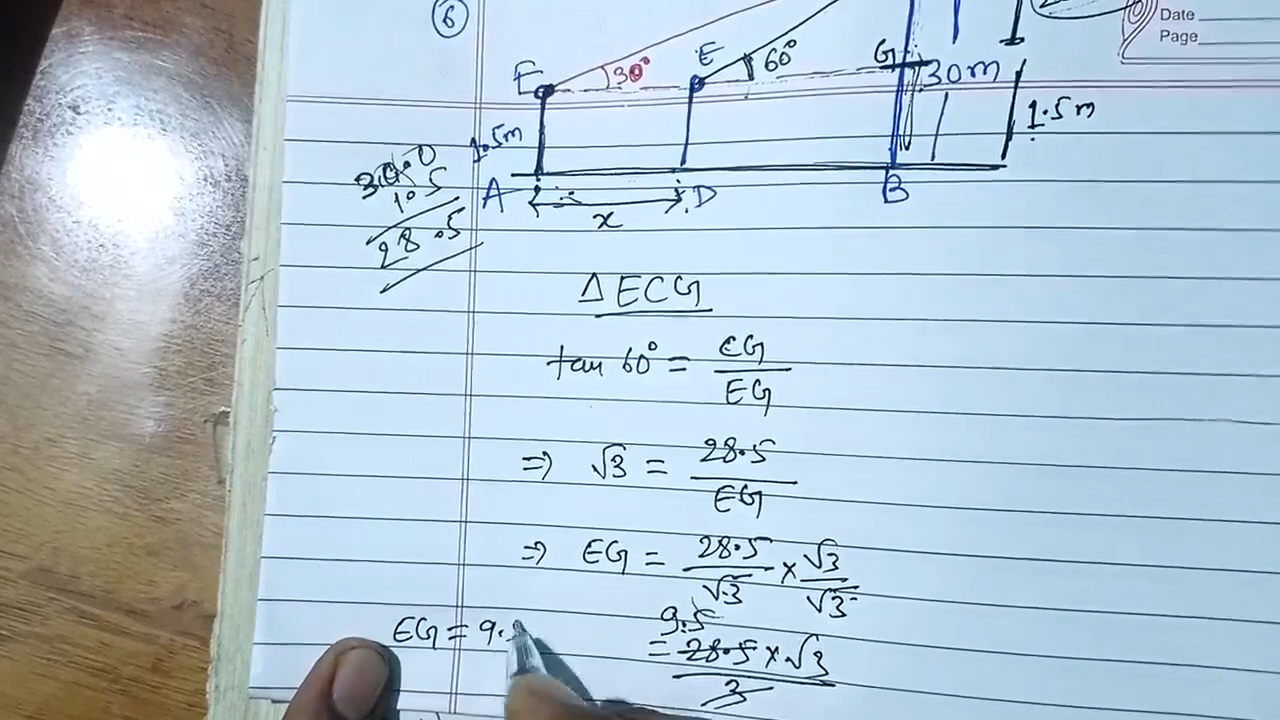 6
Date
Page
E
60°
G
30m
F
30°
1.5m
1.5m
30.0
1.5
28.5
A
D
B
x
Δ ECG
tan 60° = CG / EG
⇒ √3 = 28.5 / EG
⇒ EG = 28.5 / √3 × √3 / √3
9.5
= 28.5 × √3 / 3
EG = 9.